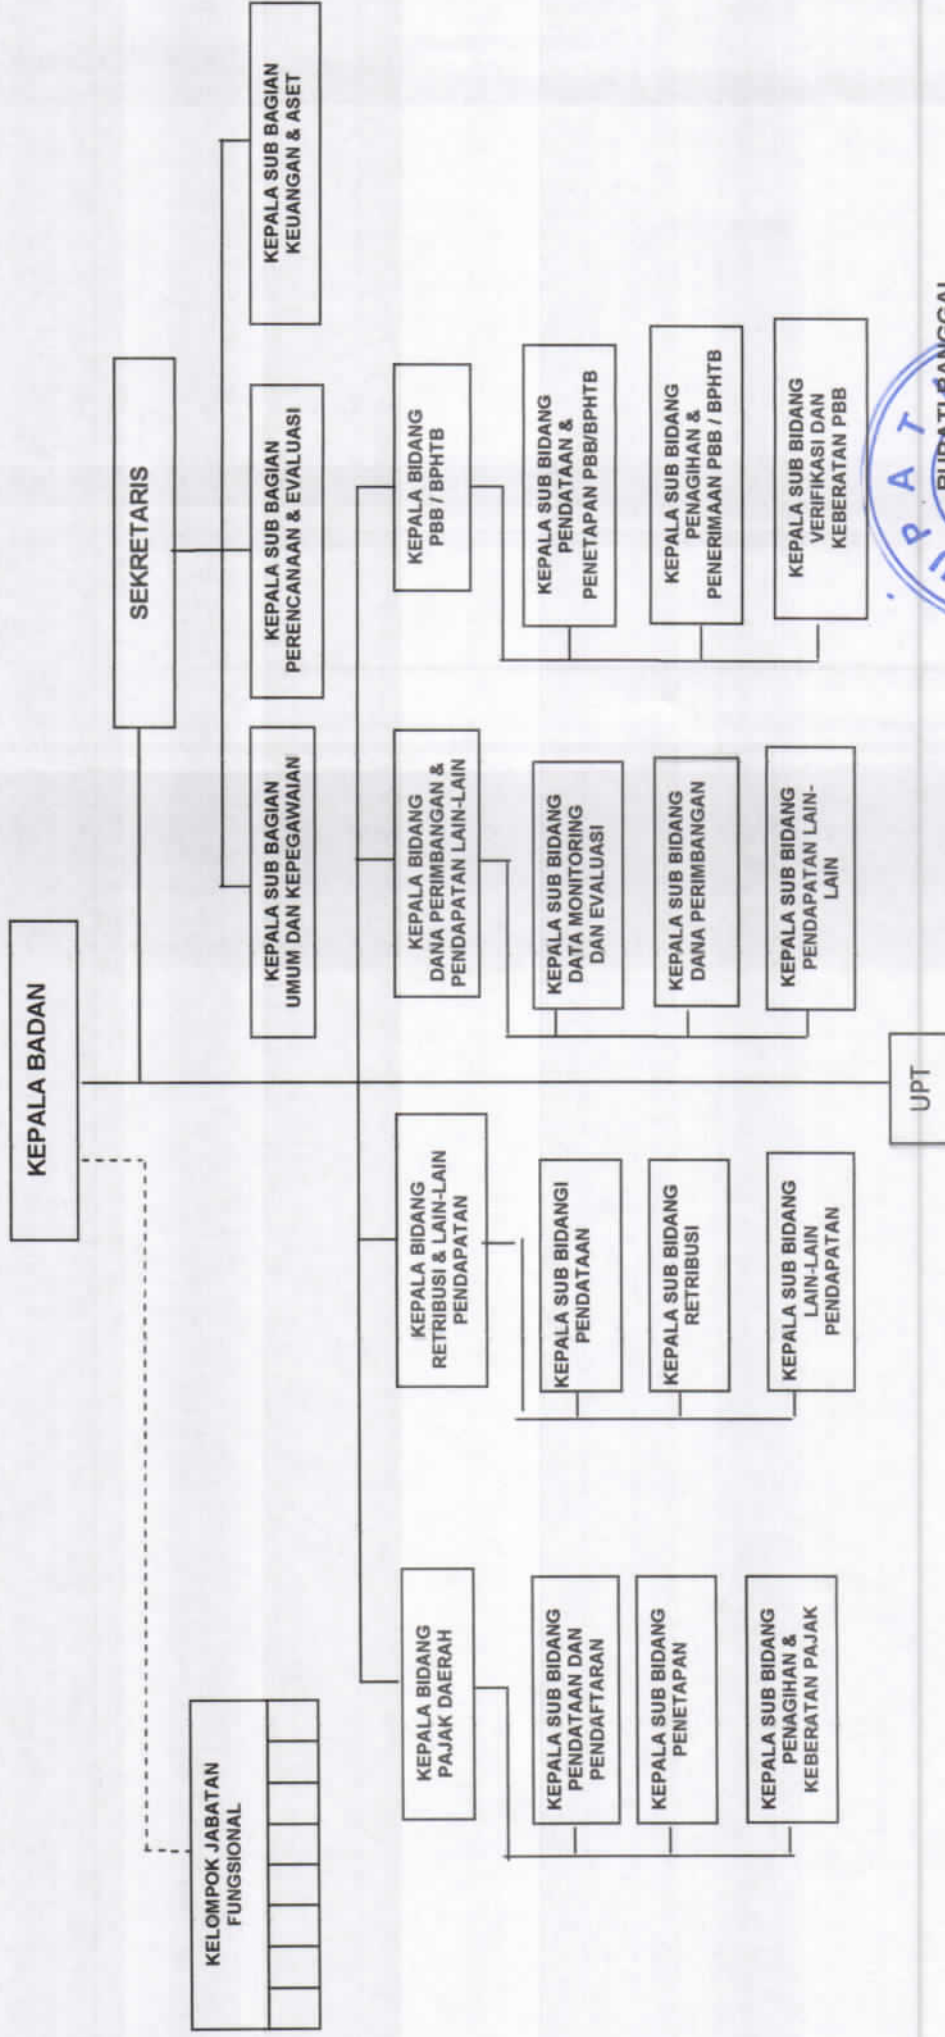 KEPALA BADAN
SEKRETARIS
KELOMPOK JABATAN
FUNGSIONAL
KEPALA SUB BAGIAN
UMUM DAN KEPEGAWAIAN
KEPALA SUB BAGIAN
PERENCANAAN & EVALUASI
KEPALA SUB BAGIAN
KEUANGAN & ASET
KEPALA BIDANG
PAJAK DAERAH
KEPALA SUB BIDANG
PENDATAAN DAN
PENDAFTARAN
KEPALA SUB BIDANG
PENETAPAN
KEPALA SUB BIDANG
PENAGIHAN &
KEBERATAN PAJAK
KEPALA BIDANG
RETRIBUSI & LAIN-LAIN
PENDAPATAN
KEPALA SUB BIDANGI
PENDATAAN
KEPALA SUB BIDANG
RETRIBUSI
KEPALA SUB BIDANG
LAIN-LAIN
PENDAPATAN
KEPALA BIDANG
DANA PERIMBANGAN &
PENDAPATAN LAIN-LAIN
KEPALA SUB BIDANG
DATA MONITORING
DAN EVALUASI
KEPALA SUB BIDANG
DANA PERIMBANGAN
KEPALA SUB BIDANG
PENDAPATAN LAIN-
LAIN
KEPALA BIDANG
PBB / BPHTB
KEPALA SUB BIDANG
PENDATAAN &
PENETAPAN PBB/BPHTB
KEPALA SUB BIDANG
PENAGIHAN &
PENERIMAAN PBB / BPHTB
KEPALA SUB BIDANG
VERIFIKASI DAN
KEBERATAN PBB
UPT
BUPATI BANGGAI